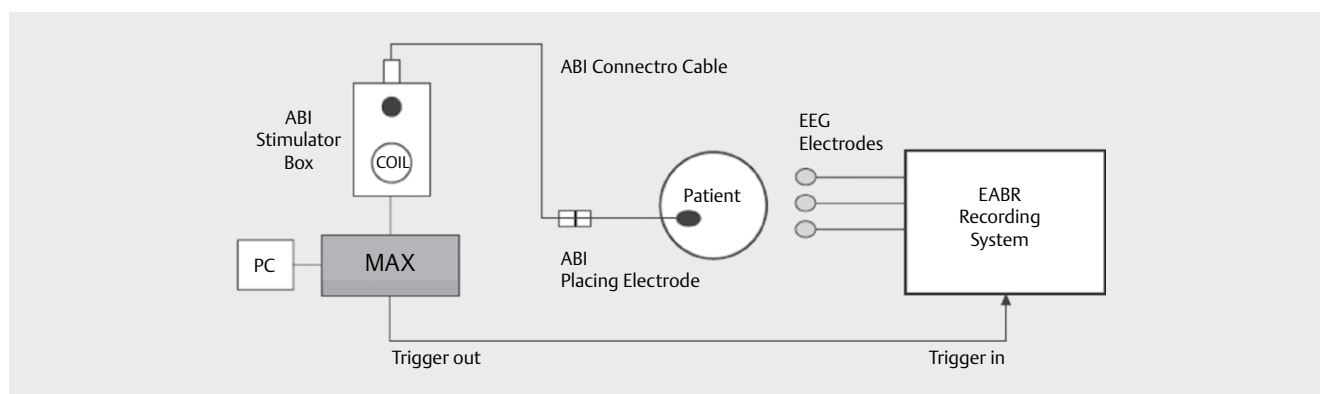 ABI Connectro Cable
ABI
Stimulator
Box
COIL
EEG
Electrodes
Patient
EABR
Recording
System
PC
MAX
ABI
Placing Electrode
Trigger out
Trigger in